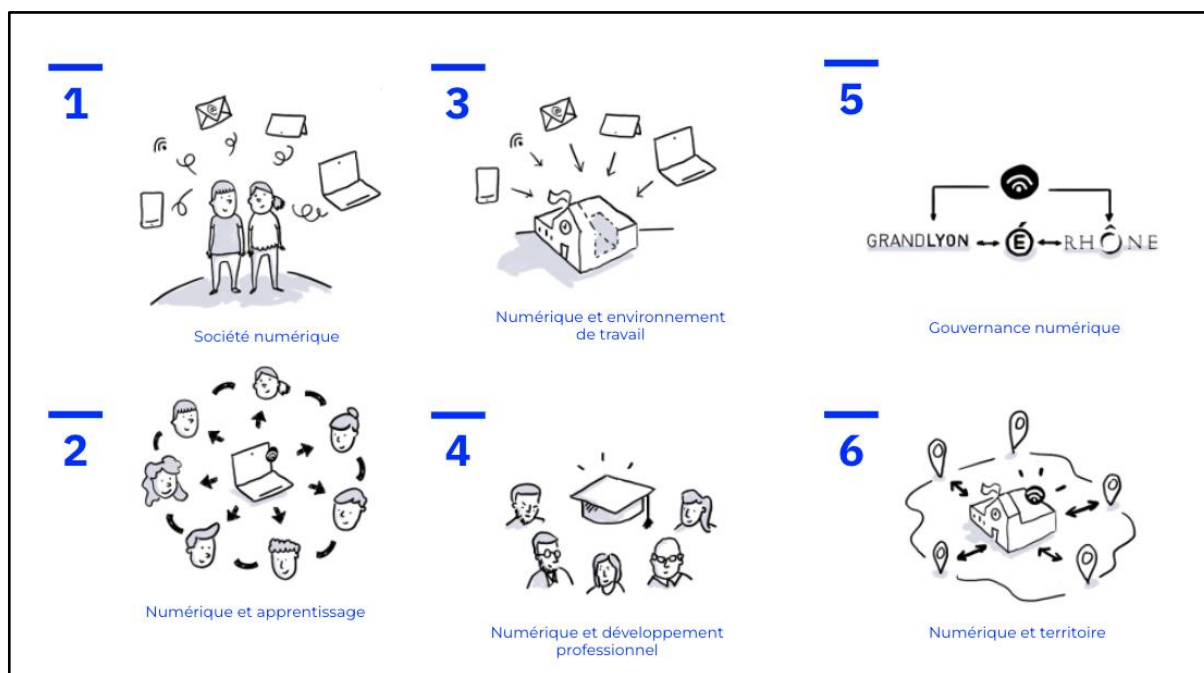 1
Société numérique
2
Numérique et apprentissage
3
@
Numérique et environnement
de travail
4
Numérique et développement
professionnel
5
GRANDLYON
É
RHÔNE
Gouvernance numérique
6
Numérique et territoire